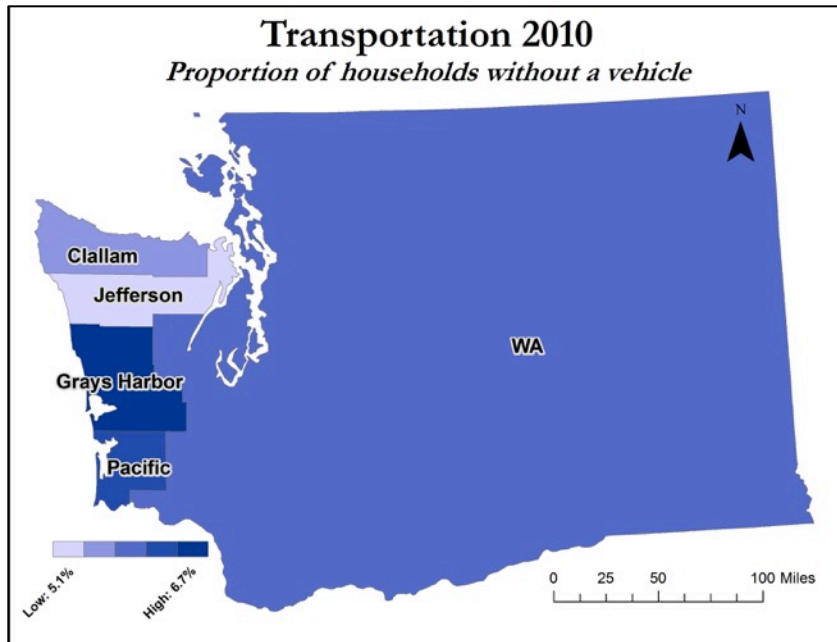 Transportation 2010
Proportion of households without a vehicle
N
Clallam
Jefferson
WA
Grays Harbor
Pacific
Low: 5.1%
High: 6.7%
0 25 50 100 Miles